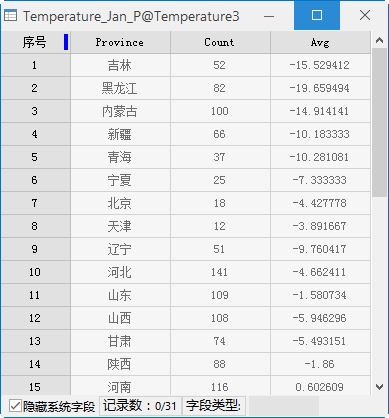 Temperature_Jan_P@Temperature3
序号 Province Count Avg
1 吉林 52 -15.529412
2 黑龙江 82 -19.659494
3 内蒙古 100 -14.914141
4 新疆 66 -10.183333
5 青海 37 -10.281081
6 宁夏 25 -7.333333
7 北京 18 -4.427778
8 天津 12 -3.891667
9 辽宁 51 -9.760417
10 河北 141 -4.662411
11 山东 109 -1.580734
12 山西 108 -5.946296
13 甘肃 74 -5.493151
14 陕西 88 -1.86
15 河南 116 0.602609
隐藏系统字段 记录数：0/31 字段类型: